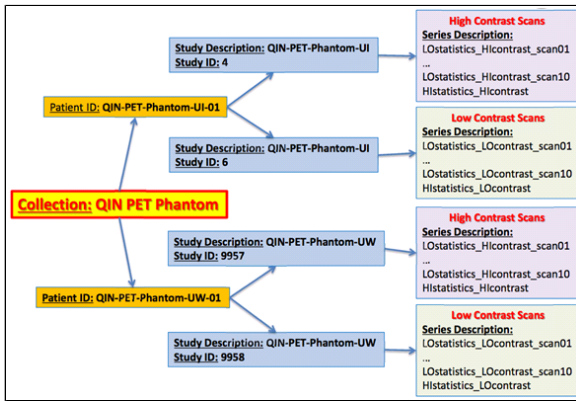 Collection: QIN PET Phantom
Patient ID: QIN-PET-Phantom-UI-01
Study Description: QIN-PET-Phantom-UI
Study ID: 4
High Contrast Scans
Series Description:
LOstatistics_HIcontrast_scan01
...
LOstatistics_HIcontrast_scan10
HIstatistics_HIcontrast
Study Description: QIN-PET-Phantom-UI
Study ID: 6
Low Contrast Scans
Series Description:
LOstatistics_LOcontrast_scan01
...
LOstatistics_LOcontrast_scan10
HIstatistics_LOcontrast
Patient ID: QIN-PET-Phantom-UW-01
Study Description: QIN-PET-Phantom-UW
Study ID: 9957
High Contrast Scans
Series Description:
LOstatistics_HIcontrast_scan01
...
LOstatistics_HIcontrast_scan10
HIstatistics_HIcontrast
Study Description: QIN-PET-Phantom-UW
Study ID: 9958
Low Contrast Scans
Series Description:
LOstatistics_LOcontrast_scan01
...
LOstatistics_LOcontrast_scan10
HIstatistics_LOcontrast